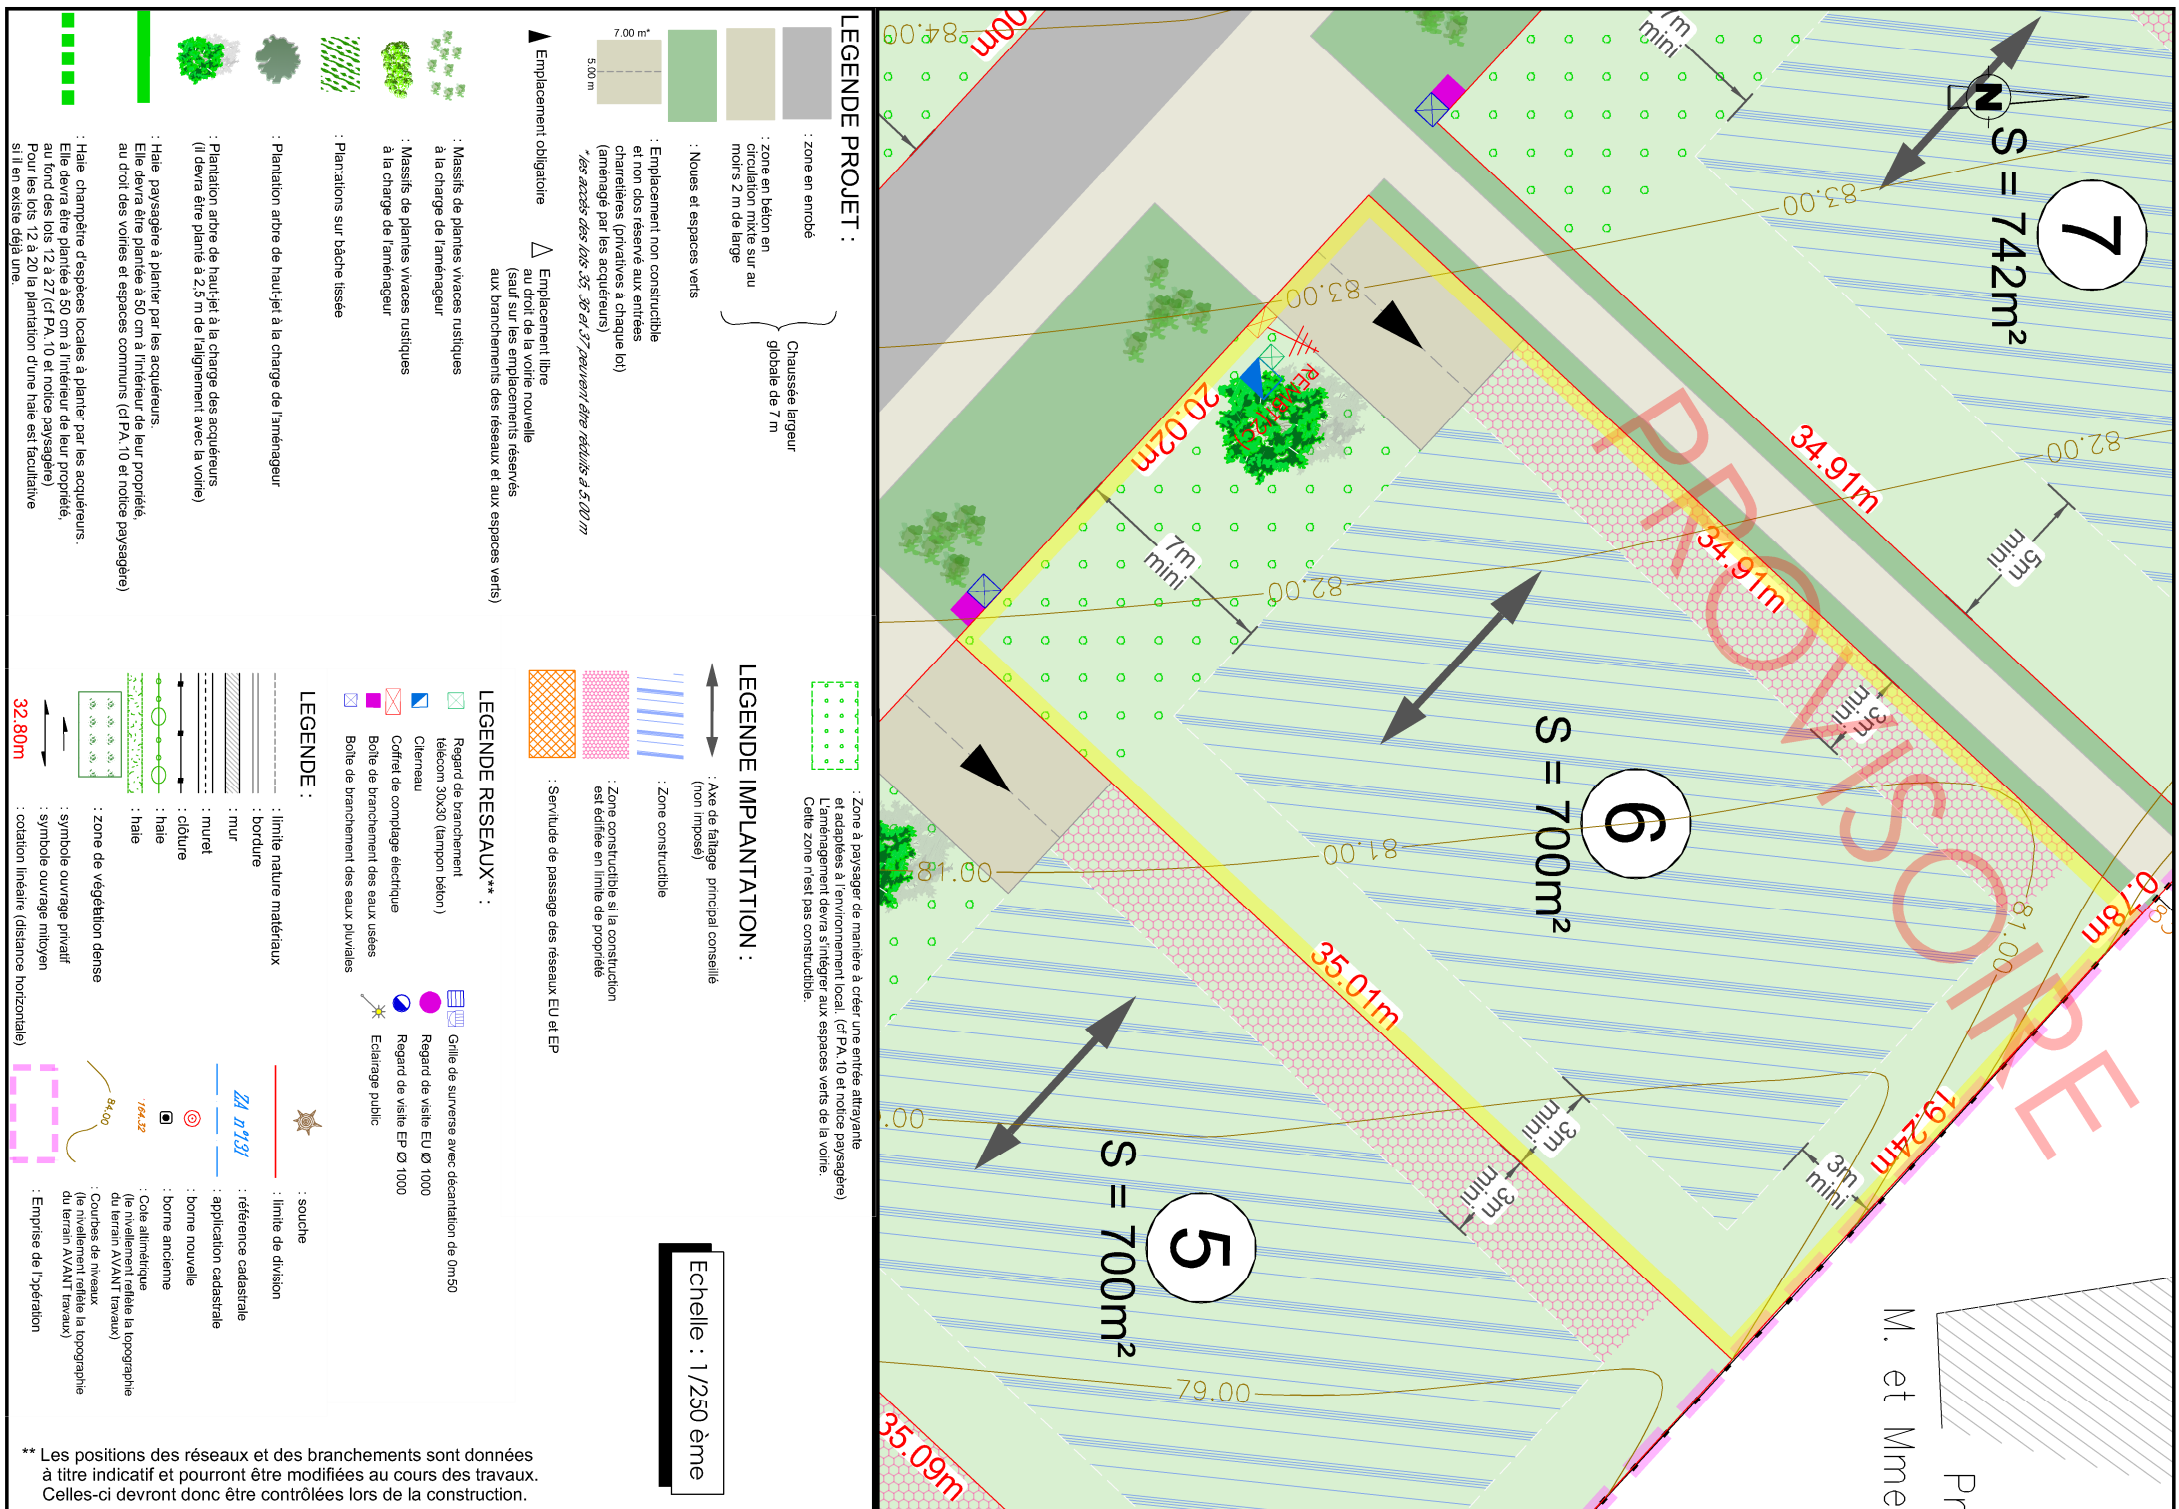 LEGENDE PROJET :
: zone en enrobé
: zone en béton en
circulation mixte sur au
moins 2 m de large
Chaussée largeur
globale de 7 m
: Noues et espaces verts
7.00 m*
5.00 m
: Emplacement non constructible
et non clos réservé aux entrées
charretières (privatives à chaque lot)
(aménagé par les acquéreurs)
*les accès des lots 35, 36 et 37 peuvent être réduits à 5.00 m
Emplacement obligatoire
Emplacement libre
au droit de la voirie nouvelle
(sauf sur les emplacements réservés
aux branchements des réseaux et aux espaces verts)
: Massifs de plantes vivaces rustiques
à la charge de l'aménageur
: Massifs de plantes vivaces rustiques
à la charge de l'aménageur
: Plantations sur bâche tissée
: Plantation arbre de haut-jet à la charge de l'aménageur
: Plantation arbre de haut-jet à la charge des acquéreurs
(il devra être planté à 2,5 m de l'alignement avec la voirie)
: Haie paysagère à planter par les acquéreurs.
Elle devra être plantée à 50 cm à l'intérieur de leur propriété,
au droit des voiries et espaces communs (cf PA.10 et notice paysagère)
: Haie champêtre d'espèces locales à planter par les acquéreurs.
Elle devra être plantée à 50 cm à l'intérieur de leur propriété,
au fond des lots 12 à 27 (cf PA.10 et notice paysagère)
Pour les lots 12 à 20 la plantation d'une haie est facultative
si il en existe déjà une.
: Zone à paysager de manière à créer une entrée attrayante
et adaptées à l'environnement local. (cf PA.10 et notice paysagère)
L'aménagement devra s'intégrer aux espaces verts de la voirie.
Cette zone n'est pas constructible.
LEGENDE IMPLANTATION :
: Axe de faîtage principal conseillé
(non imposé)
: Zone constructible
: Zone constructible si la construction
est édifiée en limite de propriété
: Servitude de passage des réseaux EU et EP
LEGENDE RESEAUX** :
Regard de branchement
télécom 30x30 (tampon béton)
Citerneau
Coffret de comptage électrique
Boîte de branchement des eaux usées
Boîte de branchement des eaux pluviales
Grille de surverse avec décantation de 0m50
Regard de visite EU Ø 1000
Regard de visite EP Ø 1000
Eclairage public
LEGENDE :
: limite nature matériaux
: bordure
: mur
: muret
: clôture
: haie
: haie
: zone de végétation dense
: symbole ouvrage privatif
: symbole ouvrage mitoyen
32.80m
: cotation linéaire (distance horizontale)
: souche
: limite de division
ZA n°131
: référence cadastrale
: application cadastrale
: borne nouvelle
: borne ancienne
164.32
: Cote altimétrique
(le nivellement reflète la topographie
du terrain AVANT travaux)
84.00
: Courbes de niveaux
(le nivellement reflète la topographie
du terrain AVANT travaux)
: Emprise de l'opération
Echelle : 1/250 ème
** Les positions des réseaux et des branchements sont données
à titre indicatif et pourront être modifiées au cours des travaux.
Celles-ci devront donc être contrôlées lors de la construction.
N
7
S = 742m²
6
S = 700m²
5
S = 700m²
PROVISOIRE
84.00
83.00
83.00
82.00
82.00
81.00
81.00
81.00
79.00
7m
mini
7m
mini
5m
mini
3m
mini
3m
mini
3m
mini
3m
mini
34.91m
34.91m
20.02m
35.01m
19.24m
0.78m
35.09m
M. et Mme